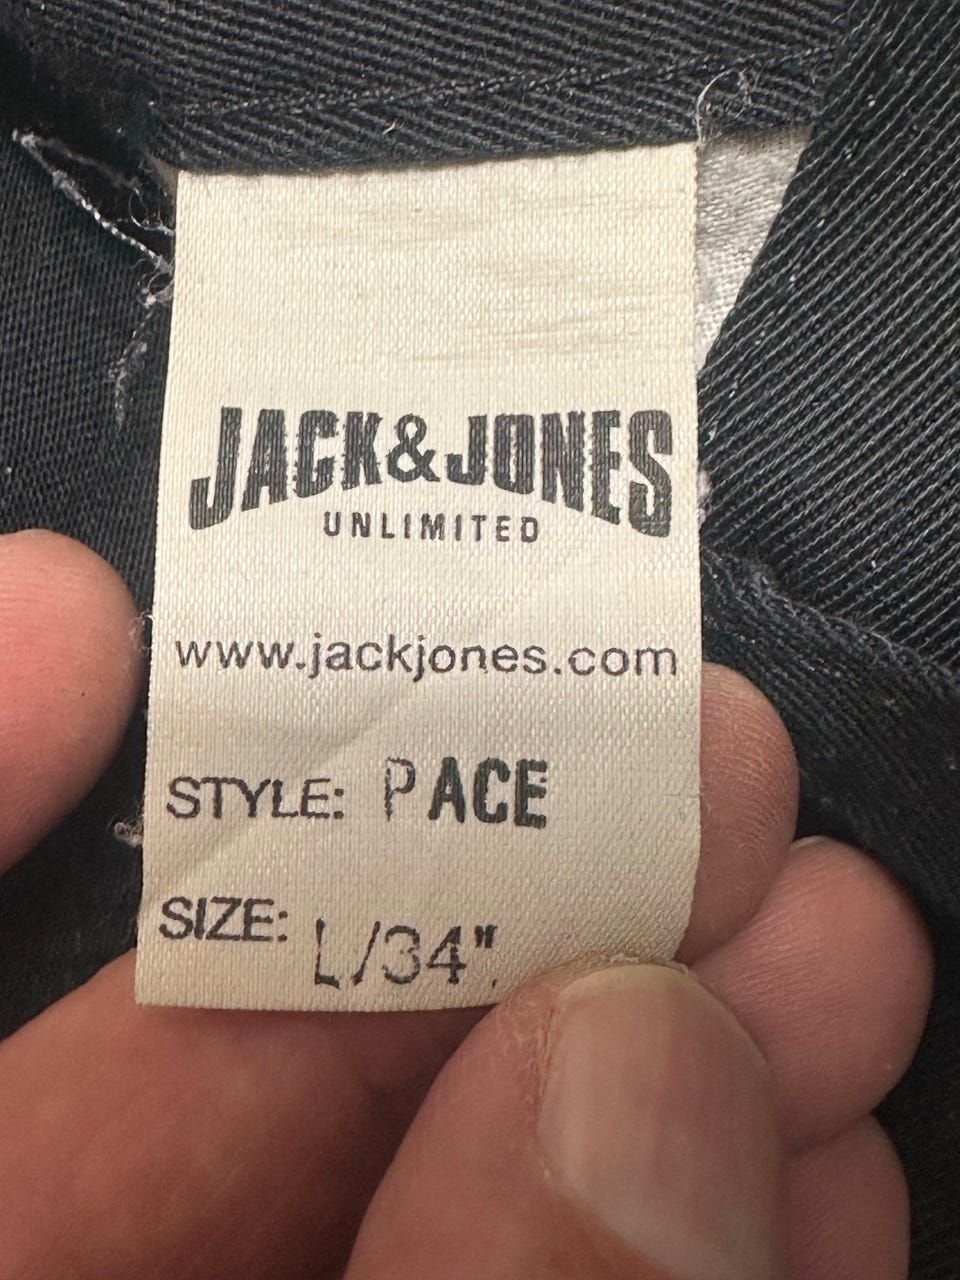 JACK&JONES
UNLIMITED
www.jackjones.com
STYLE: PACE
SIZE: L/34"